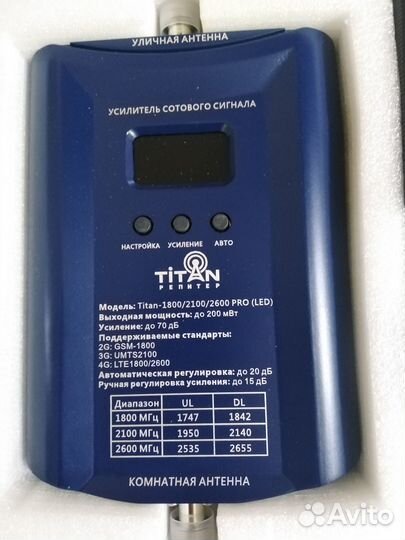 УЛИЧНАЯ АНТЕННА
УСИЛИТЕЛЬ СОТОВОГО СИГНАЛА
НАСТРОЙКА УСИЛЕНИЕ АВТО
TiTAN
РЕПИТЕР
Модель: Titan-1800/2100/2600 PRO (LED)
Выходная мощность: до 200 мВт
Усиление: до 70 дБ
Поддерживаемые стандарты:
2G: GSM-1800
3G: UMTS2100
4G: LTE1800/2600
Автоматическая регулировка: до 20 дБ
Ручная регулировка усиления: до 15 дБ
Диапазон UL DL
1800 МГц 1747 1842
2100 МГц 1950 2140
2600 МГц 2535 2655
КОМНАТНАЯ АНТЕННА
Avito